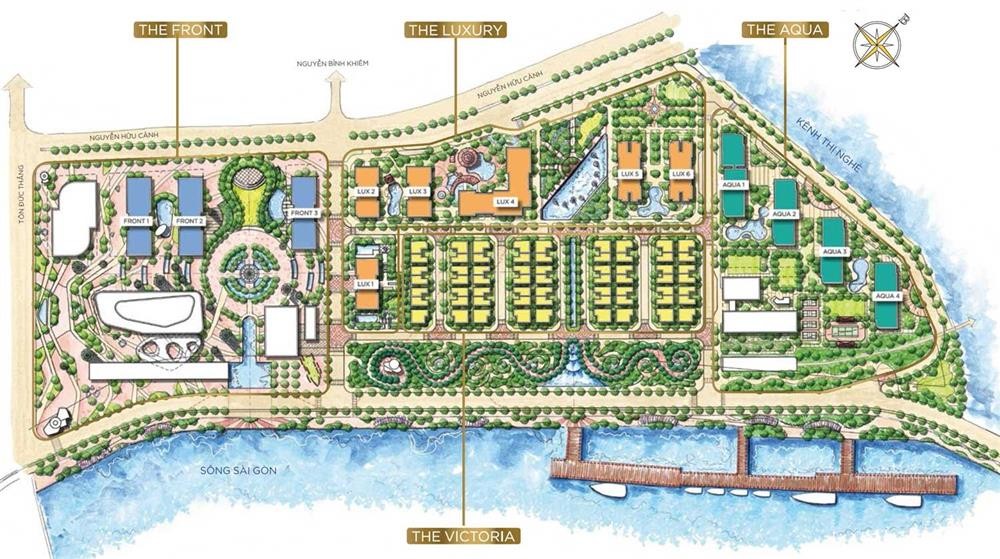 THE FRONT
THE LUXURY
THE AQUA
NGUYỄN BỈNH KHIÊM
NGUYỄN HỮU CẢNH
NGUYỄN HỮU CẢNH
TÔN ĐỨC THẮNG
KÊNH THỊ NGHÈ
FRONT 1
FRONT 2
FRONT 3
LUX 2
LUX 3
LUX 4
LUX 5
LUX 6
LUX 1
AQUA 1
AQUA 2
AQUA 3
AQUA 4
SÔNG SÀI GÒN
THE VICTORIA